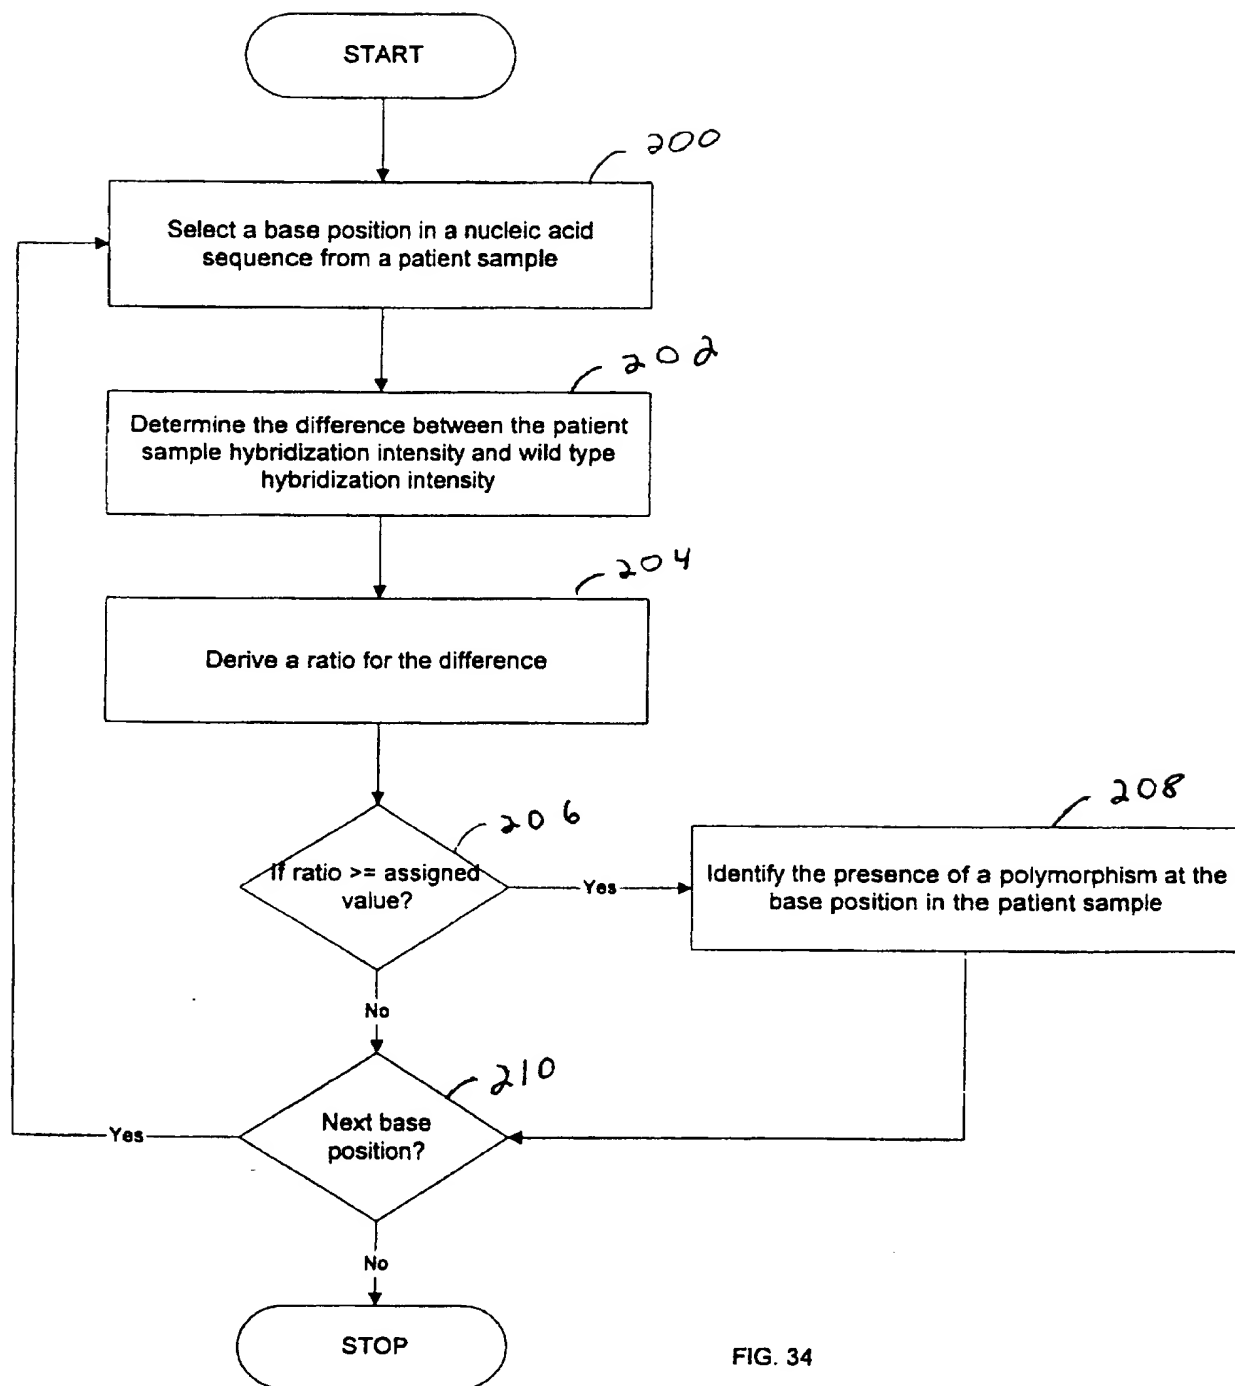 START
200
Select a base position in a nucleic acid
sequence from a patient sample
202
Determine the difference between the patient
sample hybridization intensity and wild type
hybridization intensity
204
Derive a ratio for the difference
206
If ratio >= assigned
value?
Yes
208
Identify the presence of a polymorphism at the
base position in the patient sample
No
210
Next base
position?
Yes
No
STOP
FIG. 34